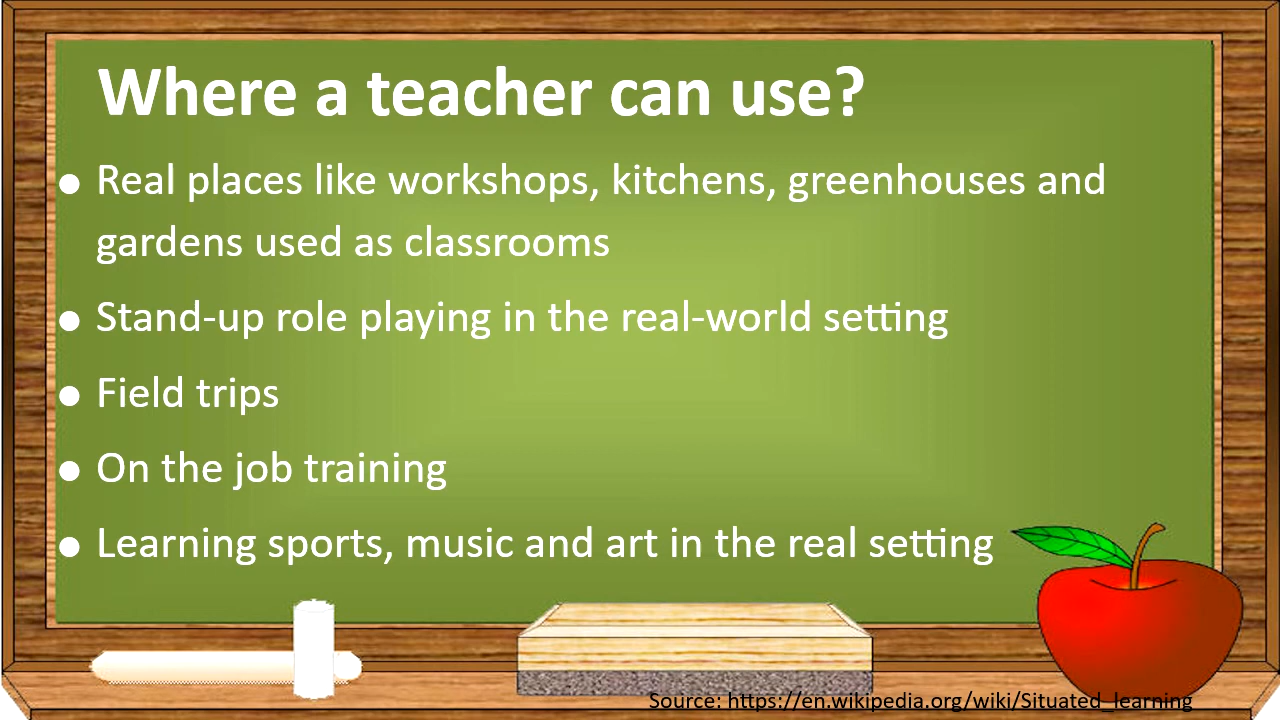 Where a teacher can use?
● Real places like workshops, kitchens, greenhouses and
gardens used as classrooms
● Stand-up role playing in the real-world setting
● Field trips
● On the job training
● Learning sports, music and art in the real setting
Source: https://en.wikipedia.org/wiki/Situated_learning